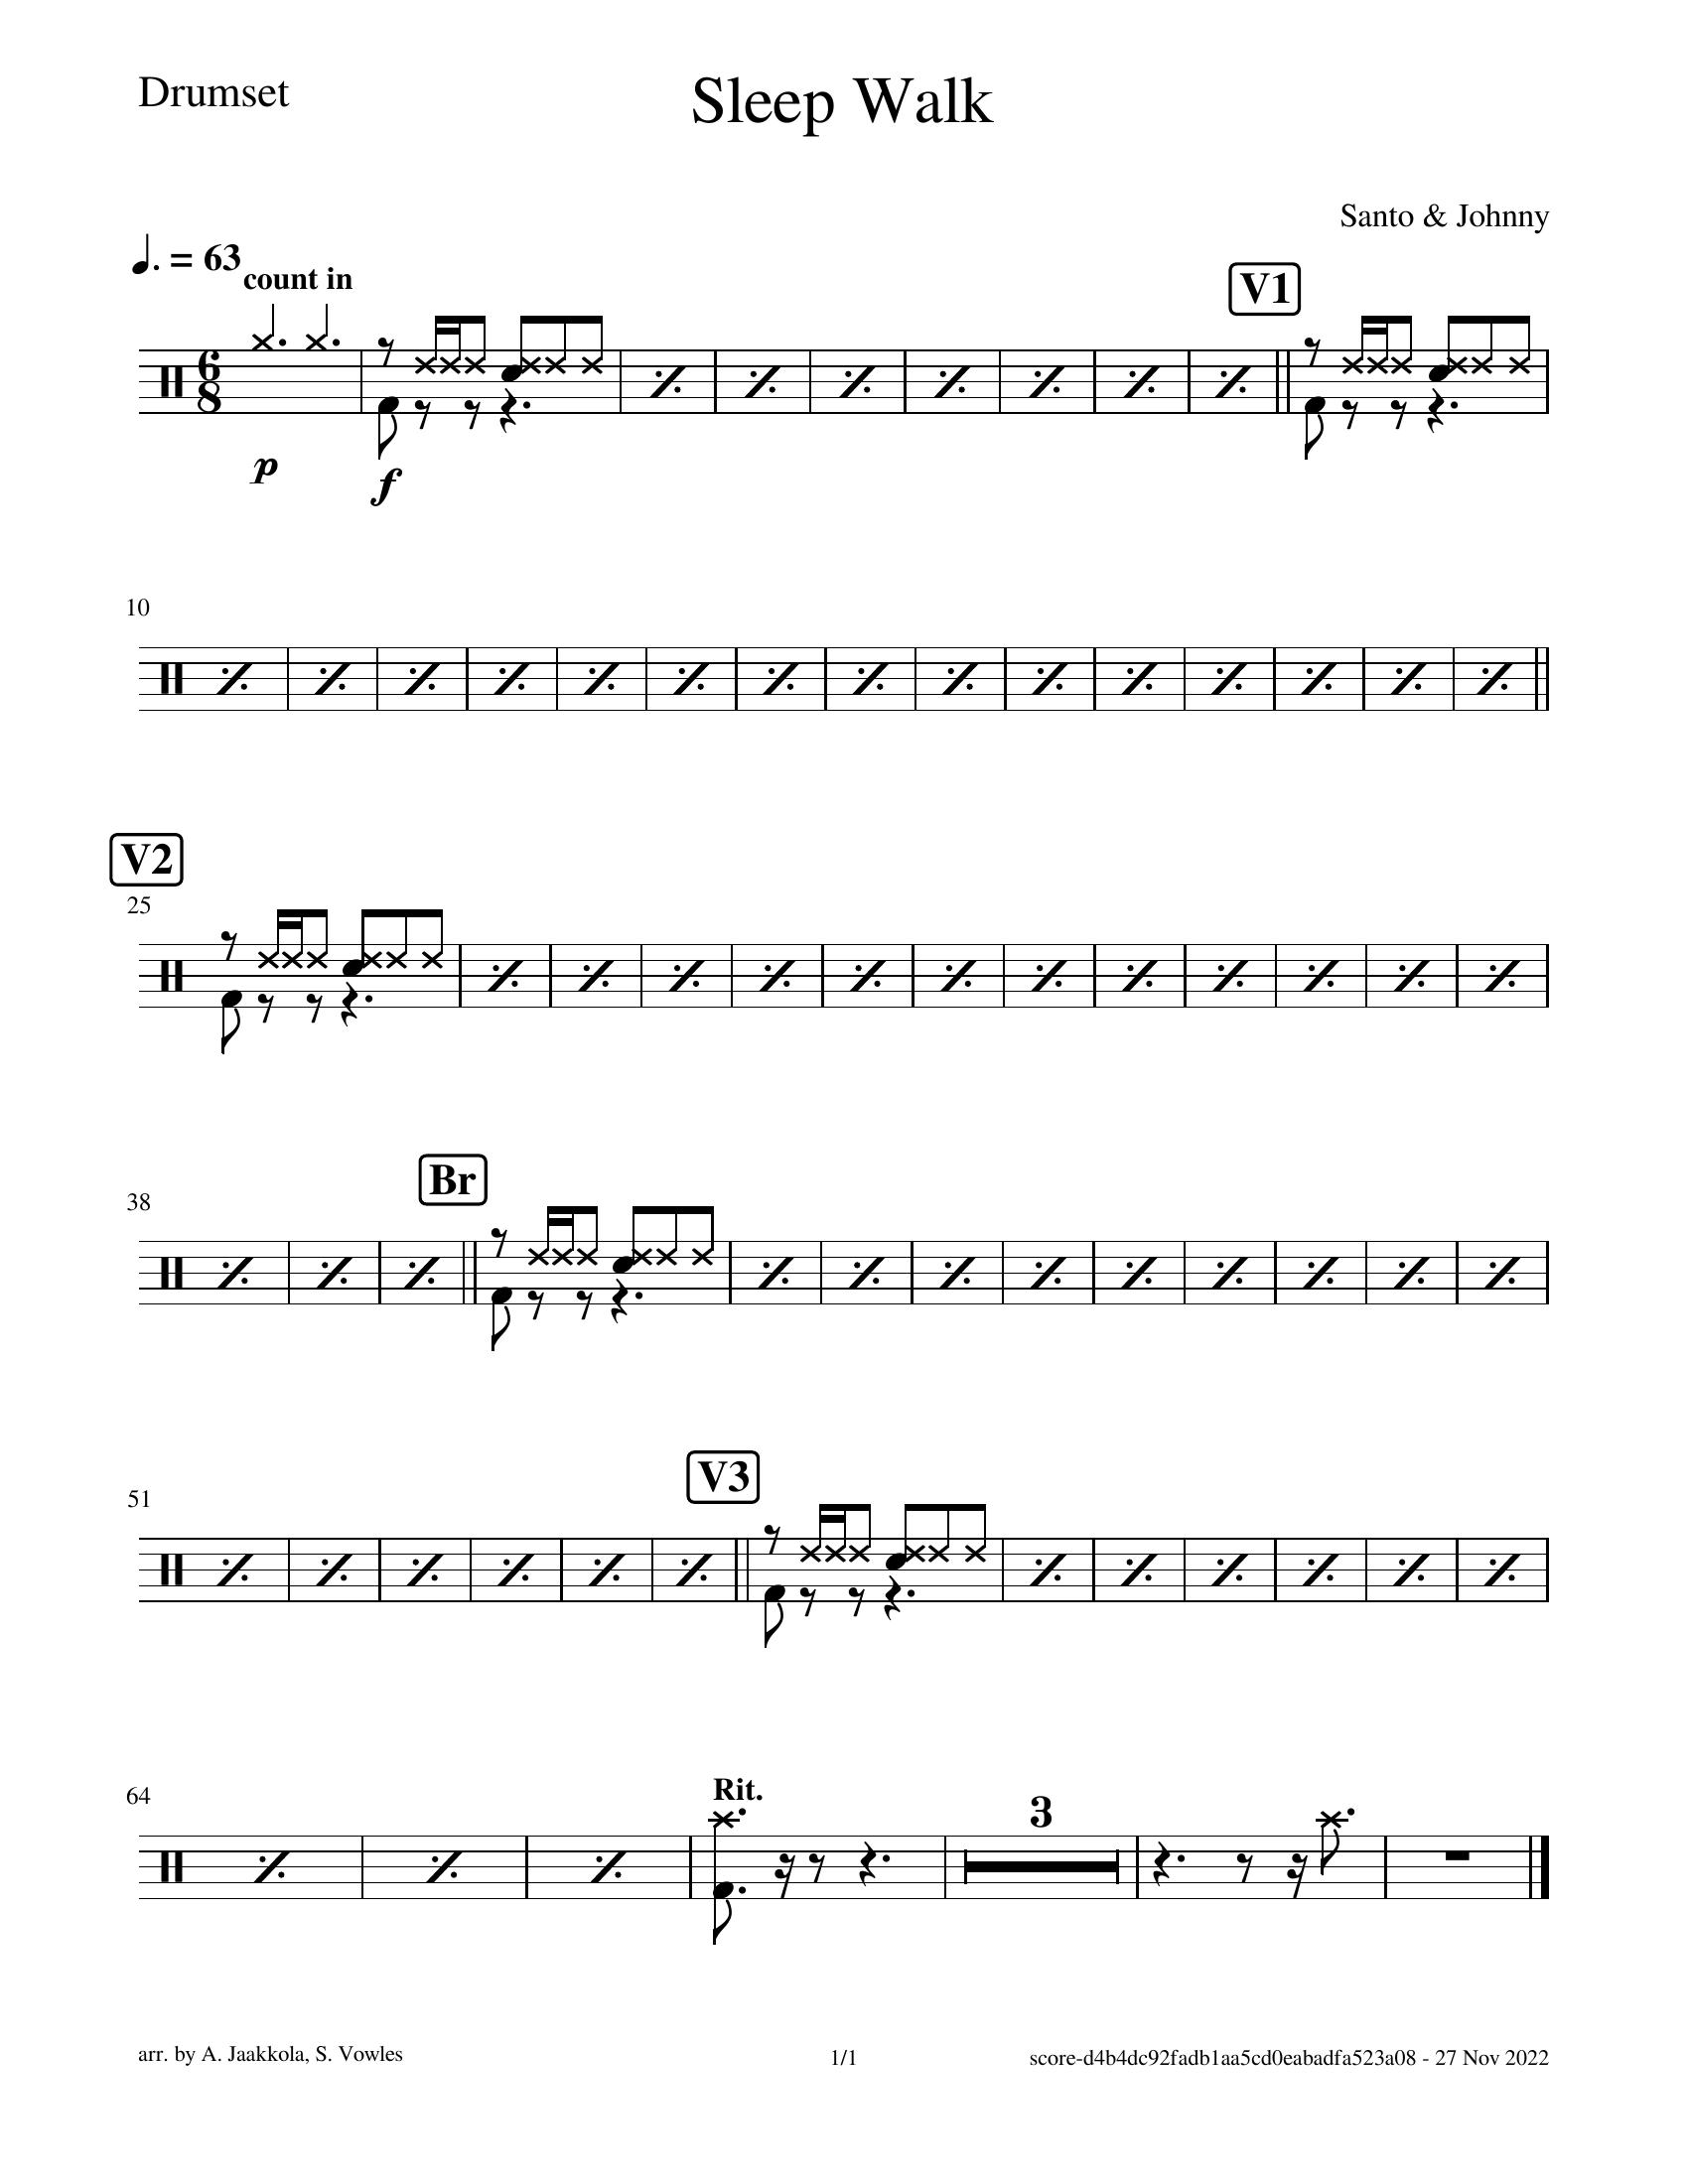 Drumset
Sleep Walk
Santo & Johnny
= 63
count in
V1
6
8
p
f
10
V2
25
Br
38
V3
51
64
Rit.
3
arr. by A. Jaakkola, S. Vowles
1/1
score-d4b4dc92fadb1aa5cd0eabadfa523a08 - 27 Nov 2022